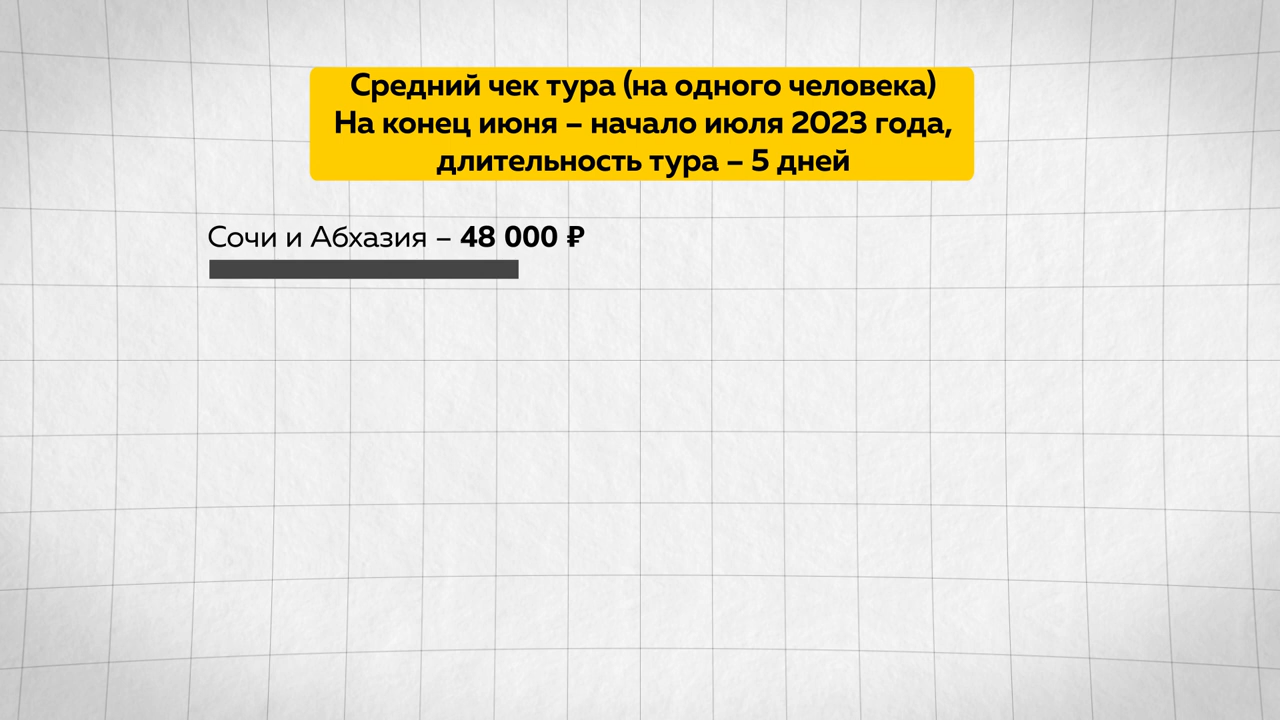 Средний чек тура (на одного человека)
На конец июня – начало июля 2023 года,
длительность тура – 5 дней
Сочи и Абхазия – 48 000 ₽